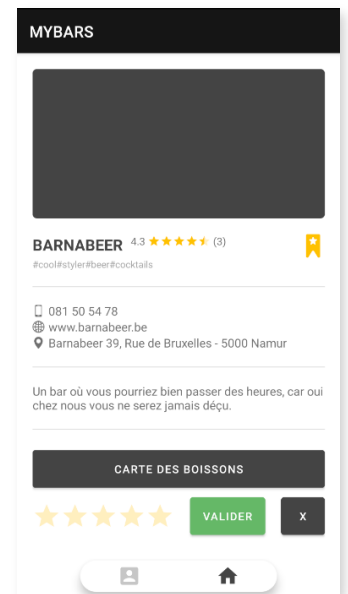 MYBARS
BARNABEER 4.3 (3)
#cool#styler#beer#cocktails
081 50 54 78
www.barnabeer.be
Barnabeer 39, Rue de Bruxelles - 5000 Namur
Un bar où vous pourriez bien passer des heures, car oui
chez nous vous ne serez jamais déçu.
CARTE DES BOISSONS
VALIDER X